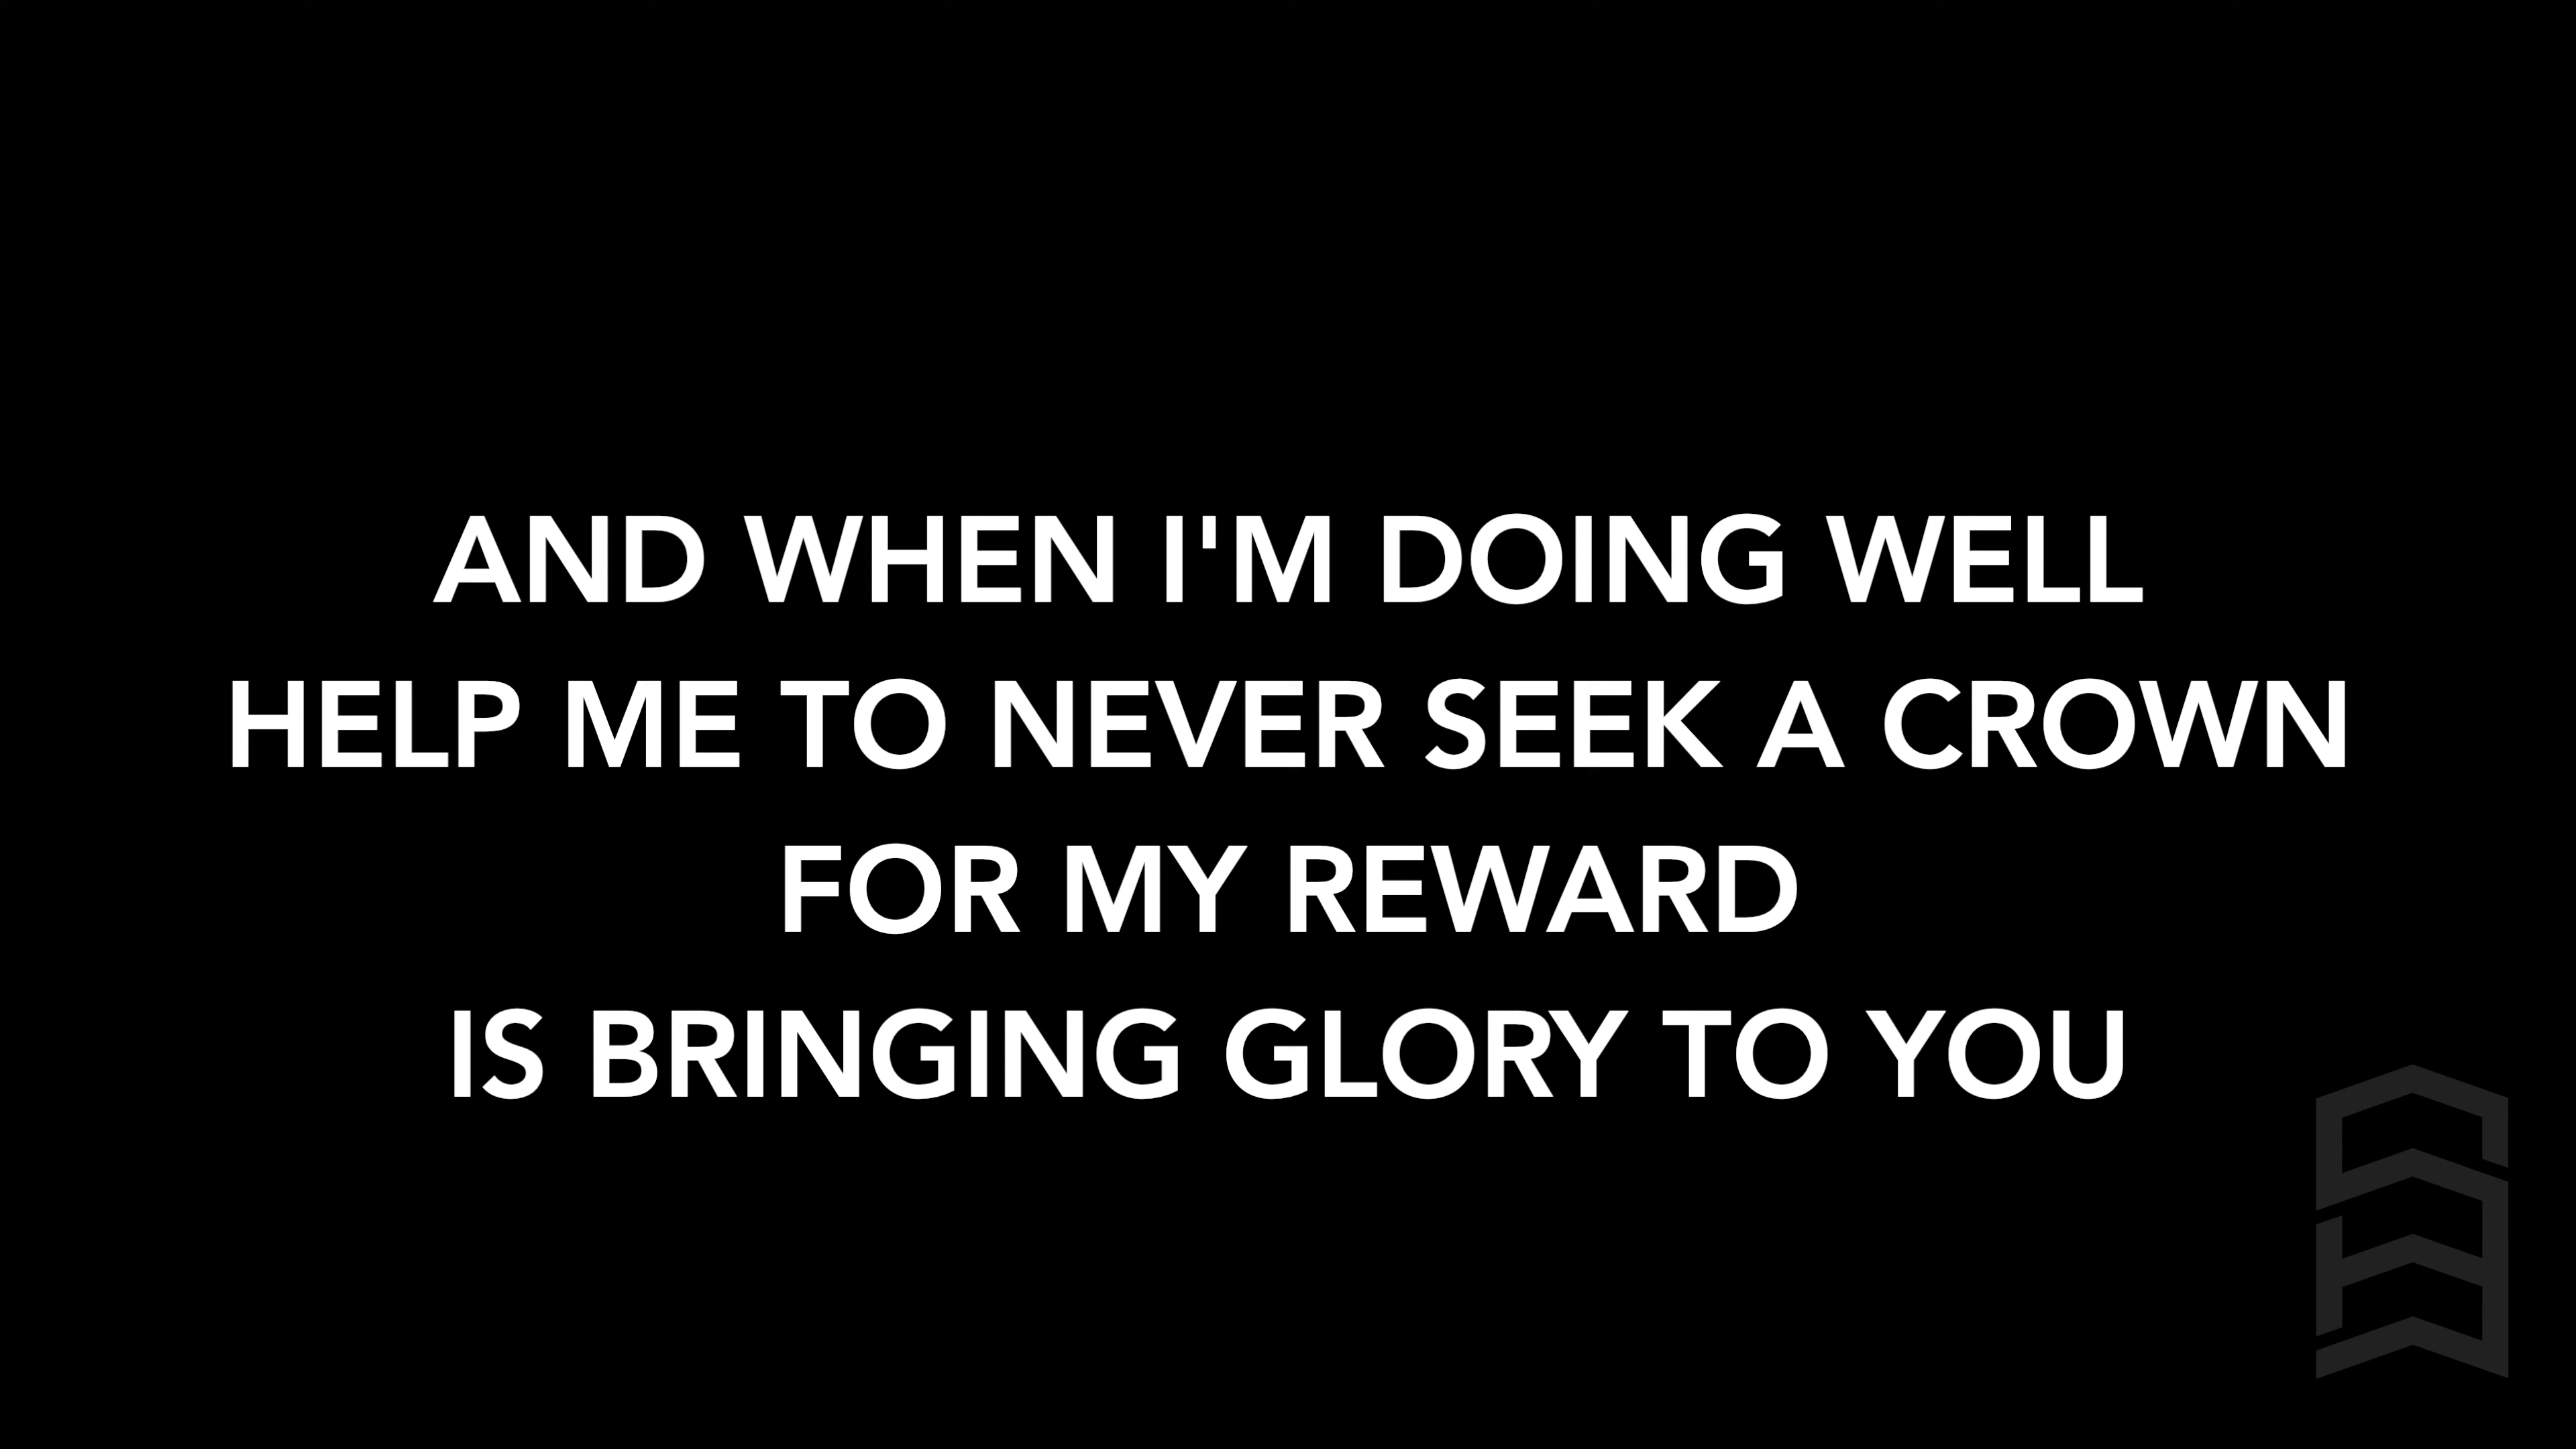 AND WHEN I'M DOING WELL
HELP ME TO NEVER SEEK A CROWN
FOR MY REWARD
IS BRINGING GLORY TO YOU